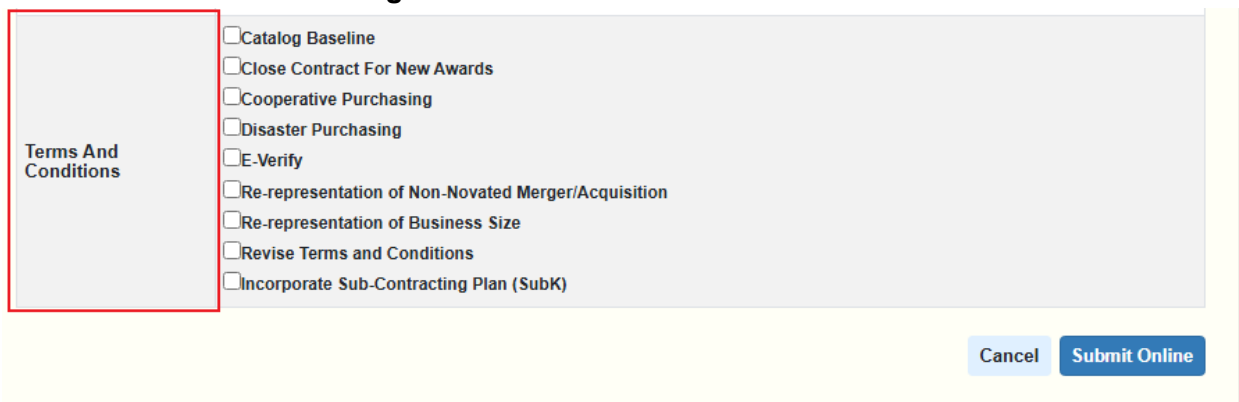 Catalog Baseline
Close Contract For New Awards
Cooperative Purchasing
Disaster Purchasing
Terms And
Conditions
E-Verify
Re-representation of Non-Novated Merger/Acquisition
Re-representation of Business Size
Revise Terms and Conditions
Incorporate Sub-Contracting Plan (SubK)
Cancel
Submit Online